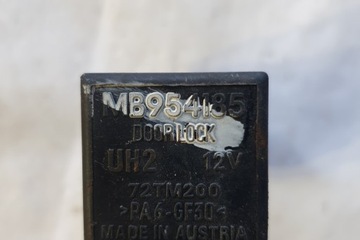 MB954185
DOOR LOCK
UH2 12V
72TM200
>PA6-GF30<
MADE IN AUSTRIA